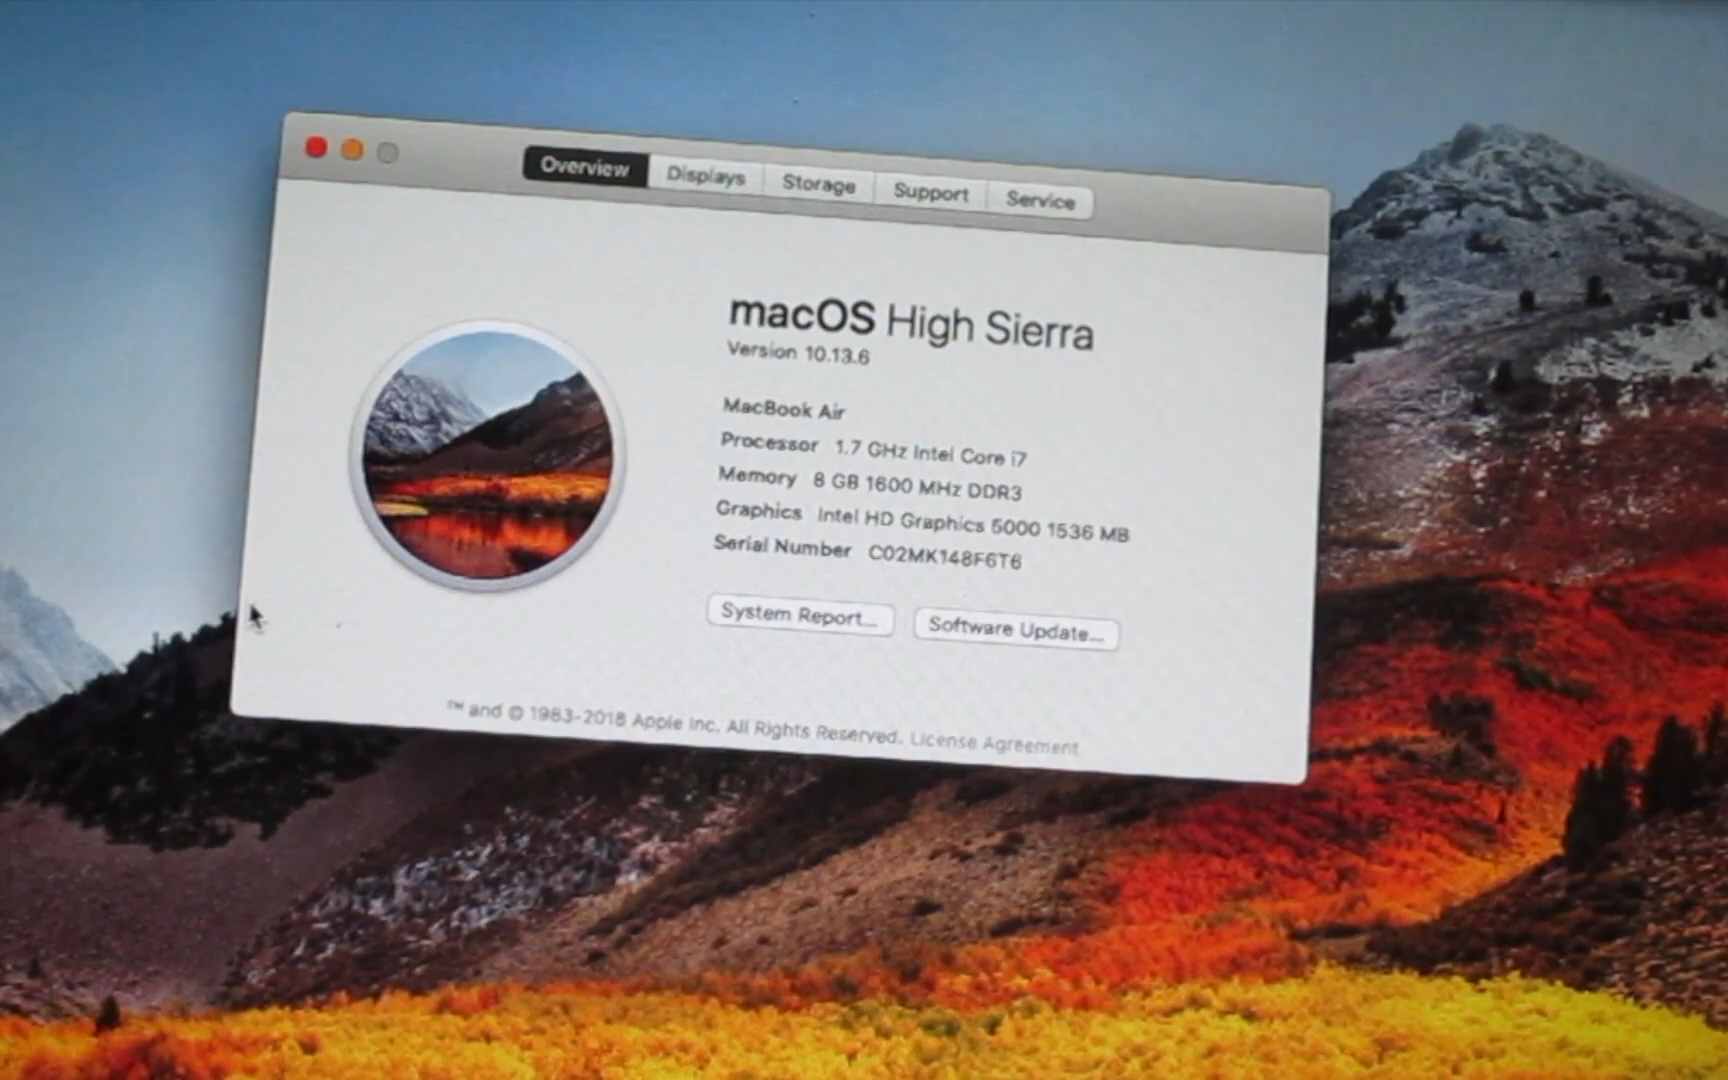 Overview Displays Storage Support Service
macOS High Sierra
Version 10.13.6
MacBook Air
Processor 1.7 GHz Intel Core i7
Memory 8 GB 1600 MHz DDR3
Graphics Intel HD Graphics 5000 1536 MB
Serial Number C02MK148F6T6
System Report... Software Update...
™ and © 1983-2018 Apple Inc. All Rights Reserved. License Agreement